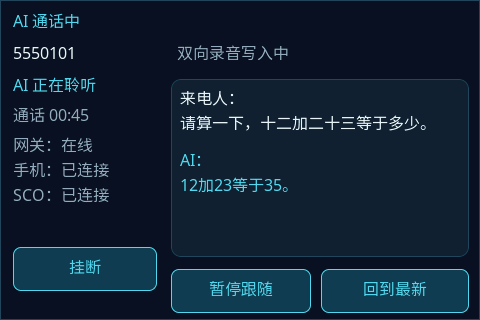 AI 通话中
5550101
双向录音写入中
AI 正在聆听
通话 00:45
网关：在线
手机：已连接
SCO：已连接
来电人：
请算一下，十二加二十三等于多少。
AI：
12加23等于35。
挂断
暂停跟随
回到最新